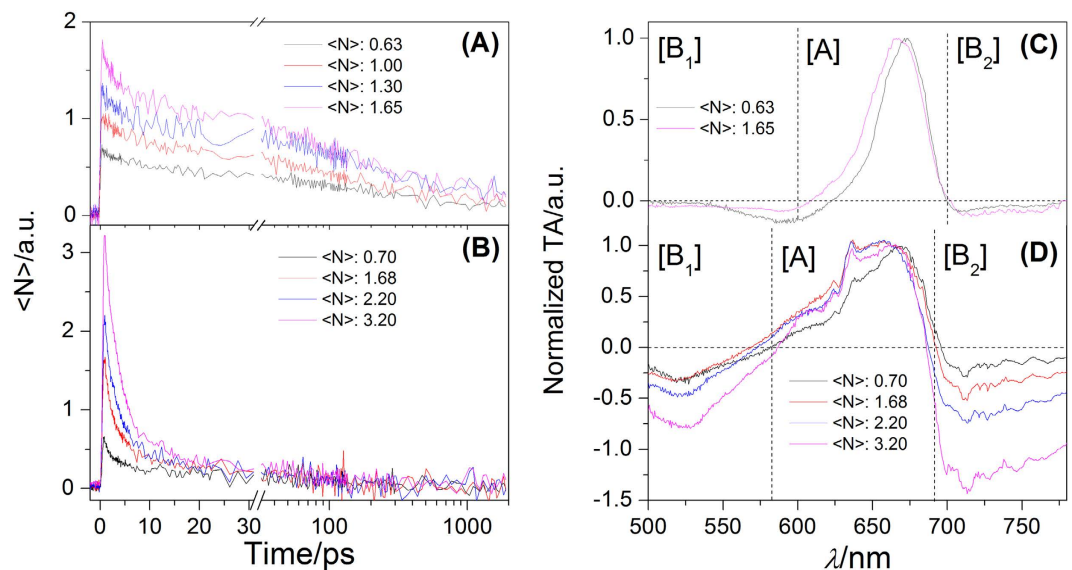 (A)
<N>: 0.63
<N>: 1.00
<N>: 1.30
<N>: 1.65
2
1
0
(B)
<N>: 0.70
<N>: 1.68
<N>: 2.20
<N>: 3.20
3
2
1
0
<N>/a.u.
0 10 20 30 100 1000
Time/ps
[B1] [A] [B2] (C)
<N>: 0.63
<N>: 1.65
1.0
0.5
0.0
[B1] [A] [B2] (D)
<N>: 0.70
<N>: 1.68
<N>: 2.20
<N>: 3.20
1.0
0.5
0.0
-0.5
-1.0
-1.5
Normalized TA/a.u.
500 550 600 650 700 750
λ/nm